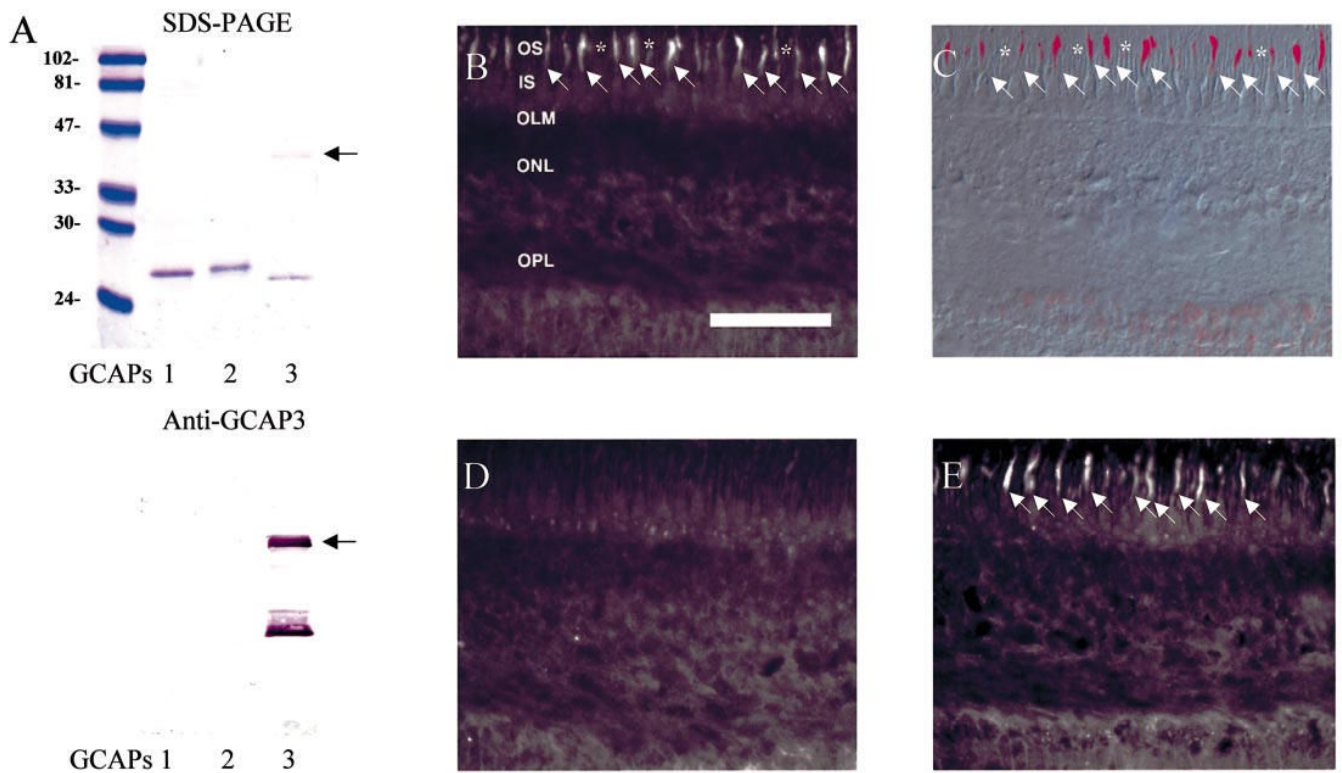 A
SDS-PAGE
102-
81-
47-
33-
30-
24-
GCAPs 1 2 3
Anti-GCAP3
GCAPs 1 2 3
B
OS
* * *
IS
OLM
ONL
OPL
C
* * * *
D
E